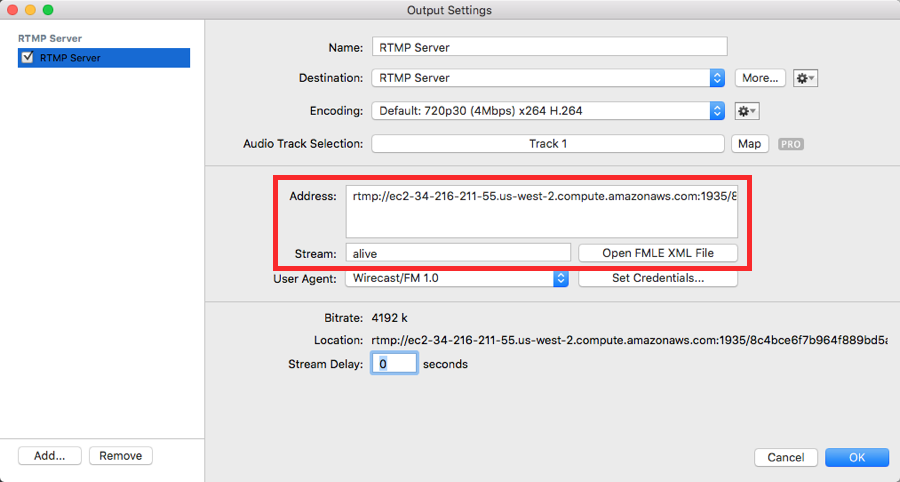 Output Settings
RTMP Server
RTMP Server
Name: RTMP Server
Destination: RTMP Server More...
Encoding: Default: 720p30 (4Mbps) x264 H.264
Audio Track Selection: Track 1 Map PRO
Address: rtmp://ec2-34-216-211-55.us-west-2.compute.amazonaws.com:1935/8
Stream: alive Open FMLE XML File
User Agent: Wirecast/FM 1.0 Set Credentials...
Bitrate: 4192 k
Location: rtmp://ec2-34-216-211-55.us-west-2.compute.amazonaws.com:1935/8c4bce6f7b964f889bd5a
Stream Delay: 0 seconds
Add... Remove Cancel OK